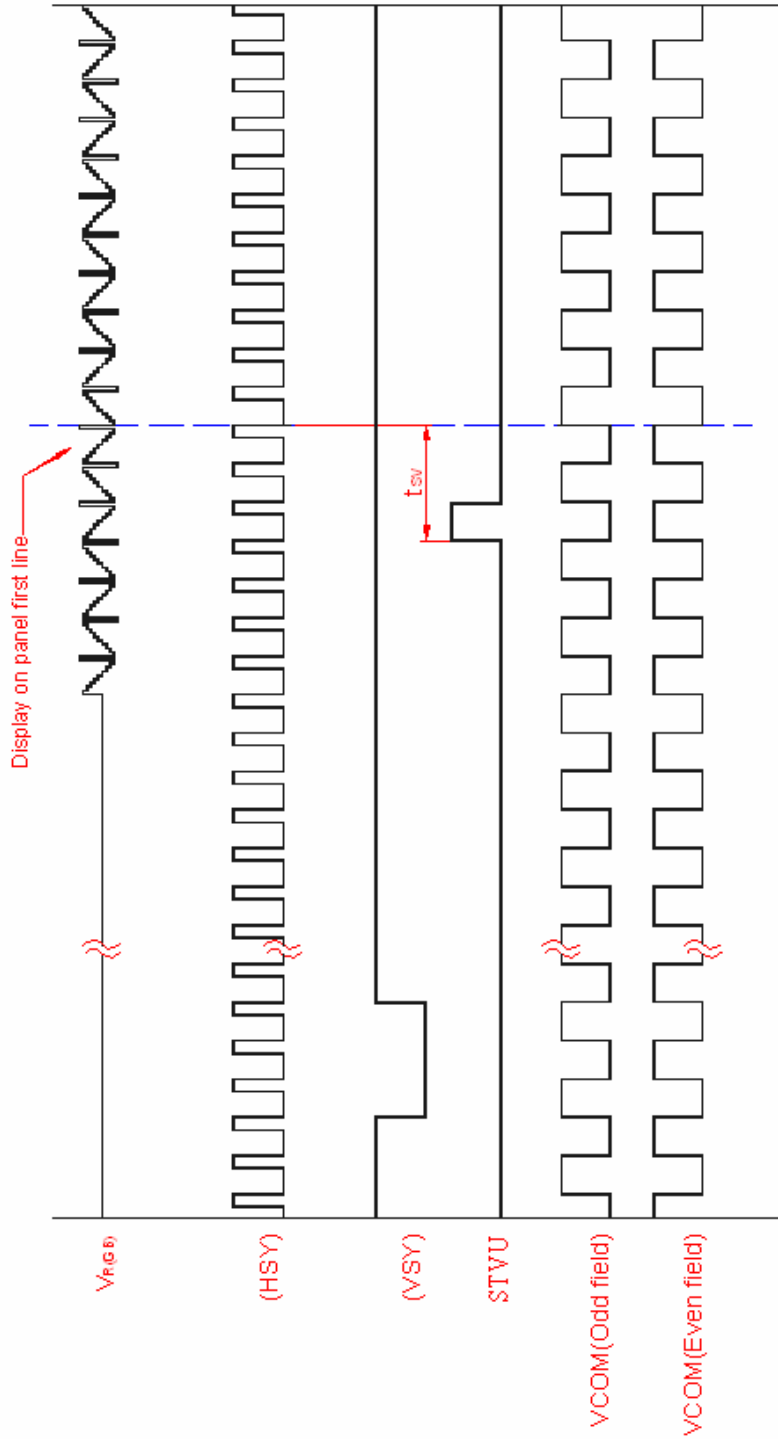 Display on panel first line
VR(GB)
(HSY)
(VSY)
tsv
STVU
VCOM(Odd field)
VCOM(Even field)